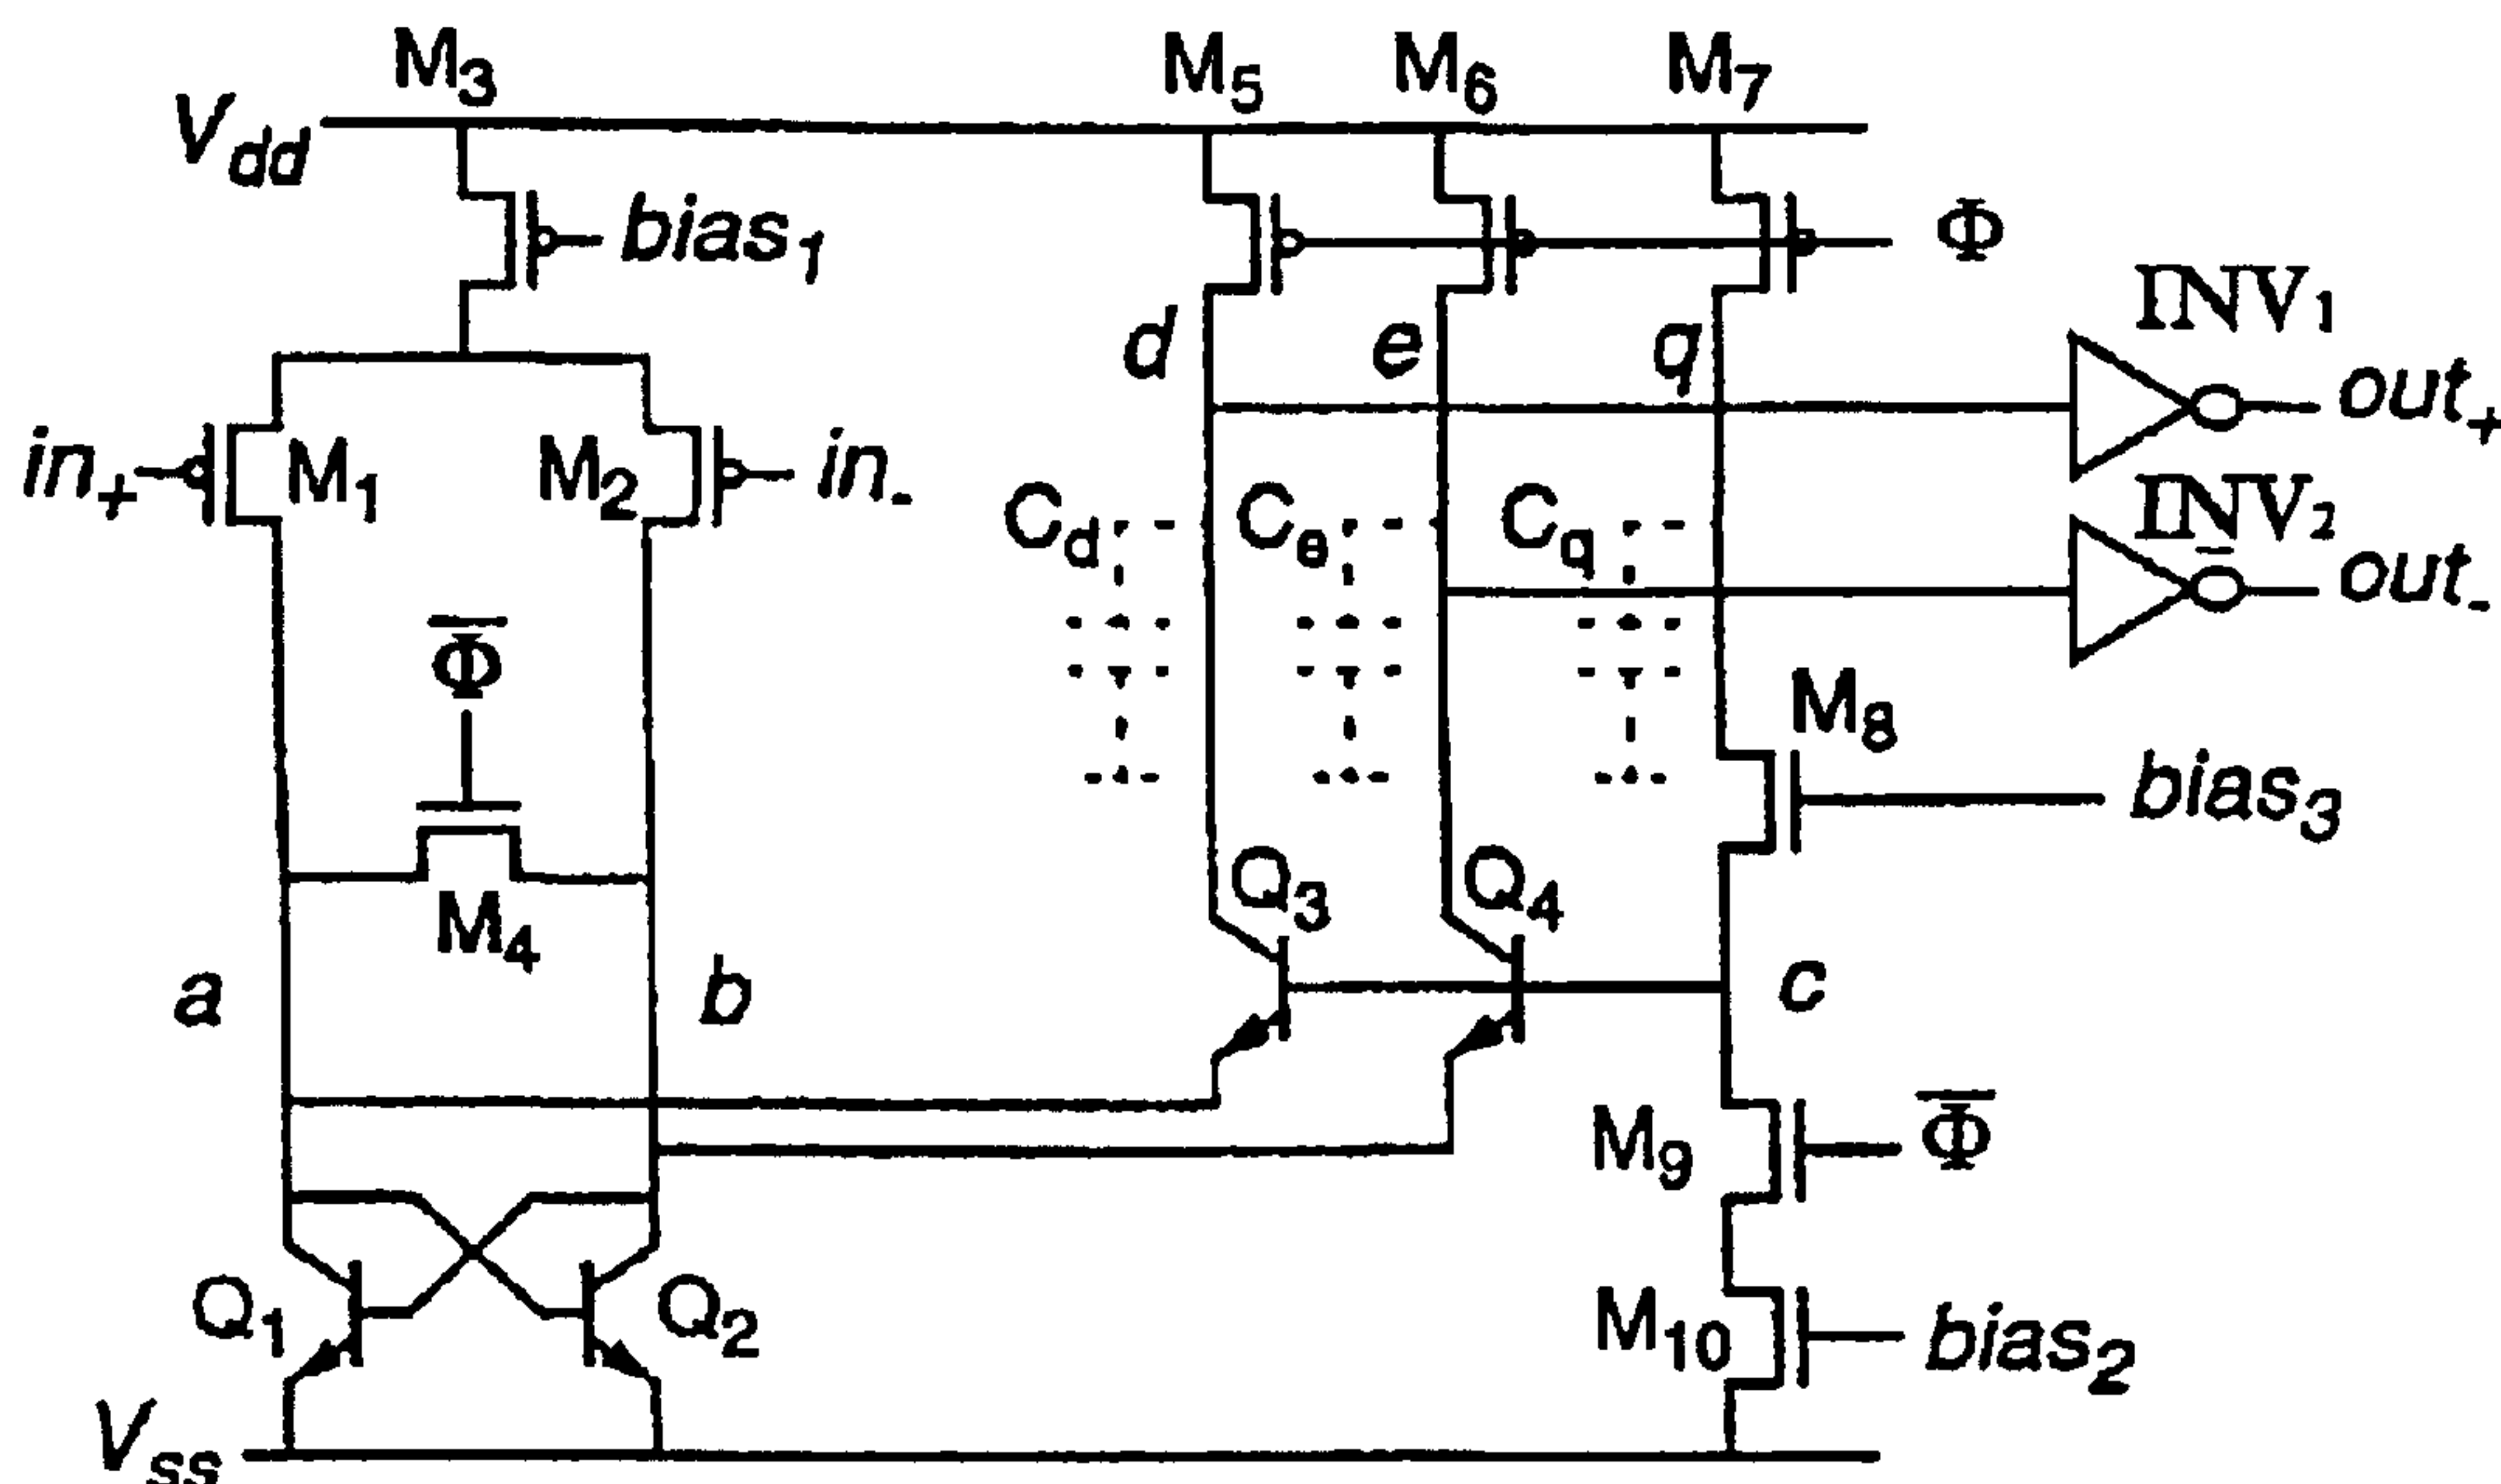 M3
M5
M6
M7
Vdd
bias1
Φ
INV1
d
e
q
out+
in+
M1
M2
in-
Cd
Ce
Cq
INV2
out-
Φ̅
M8
bias3
M4
Q3
Q4
a
b
c
M9
Φ̅
Q1
Q2
M10
bias2
Vss